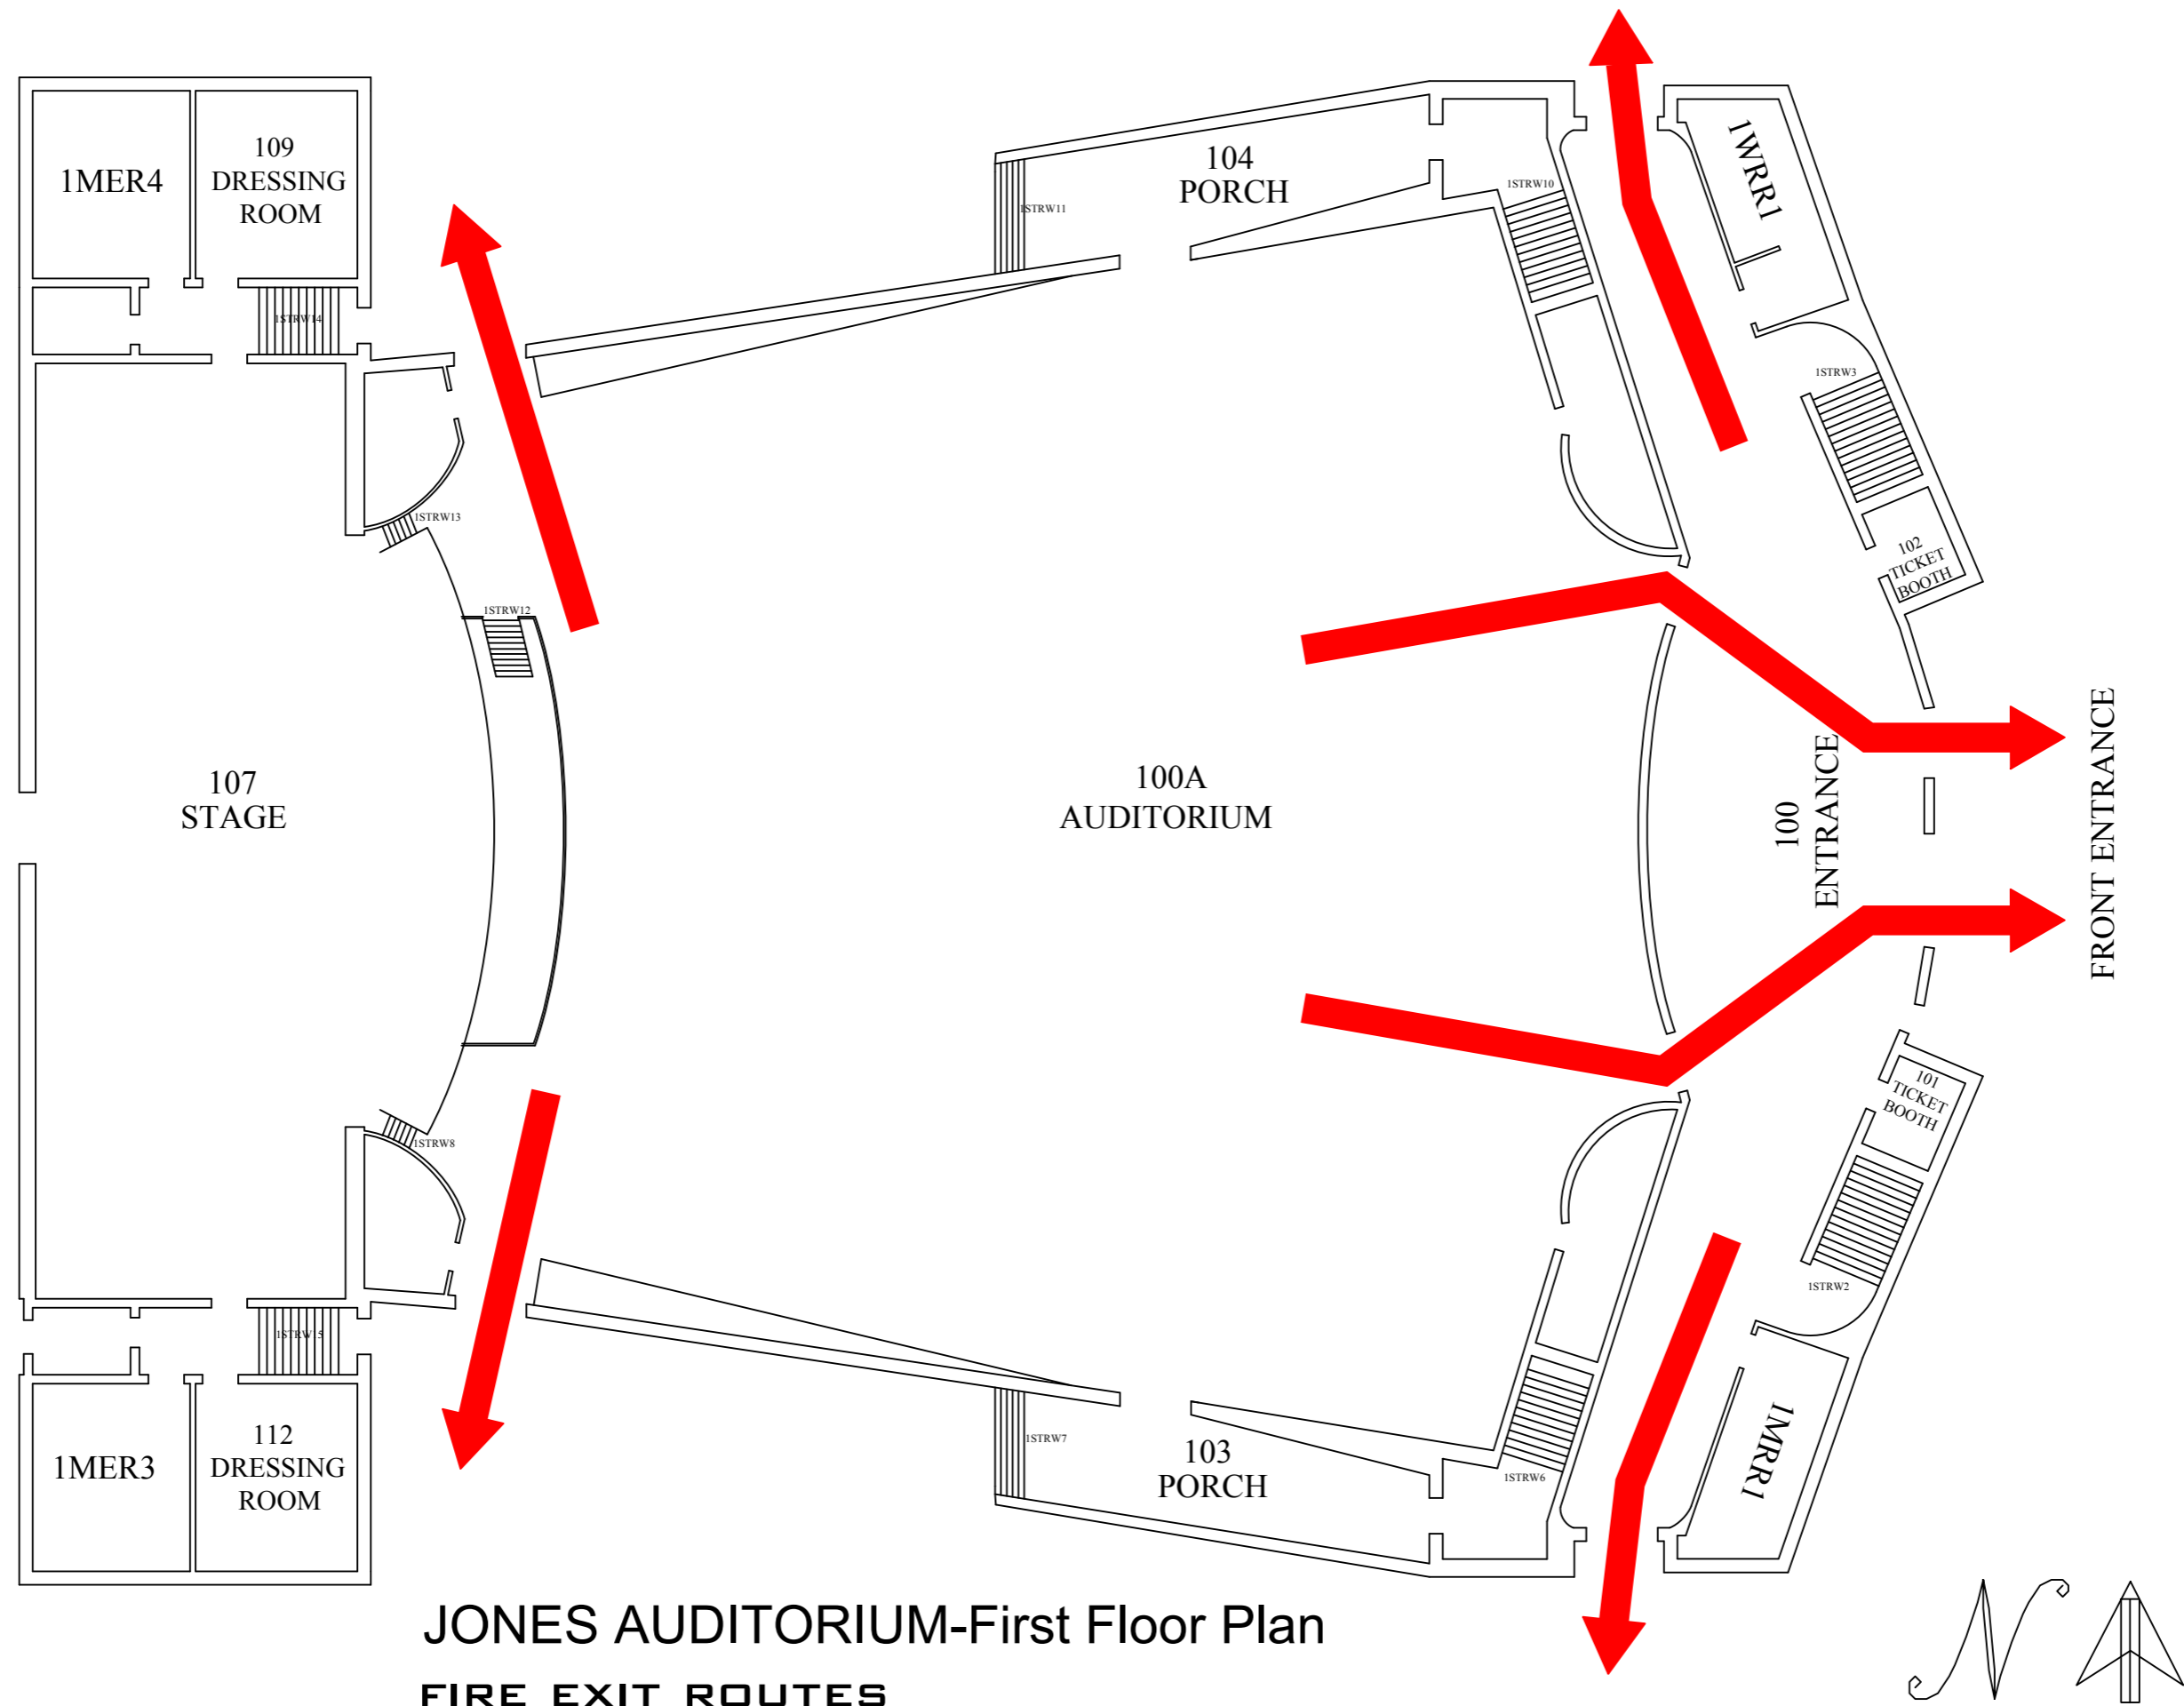 1MER4
109
DRESSING
ROOM
1STRW14
1STRW13
1STRW12
1STRW11
104
PORCH
1STRW10
1WRR1
1STRW3
102
TICKET
BOOTH
107
STAGE
100A
AUDITORIUM
100
ENTRANCE
FRONT ENTRANCE
101
TICKET
BOOTH
1STRW8
1STRW2
1STRW15
1MER3
112
DRESSING
ROOM
1STRW7
103
PORCH
1STRW6
1MRR1
JONES AUDITORIUM-First Floor Plan
FIRE EXIT ROUTES
N